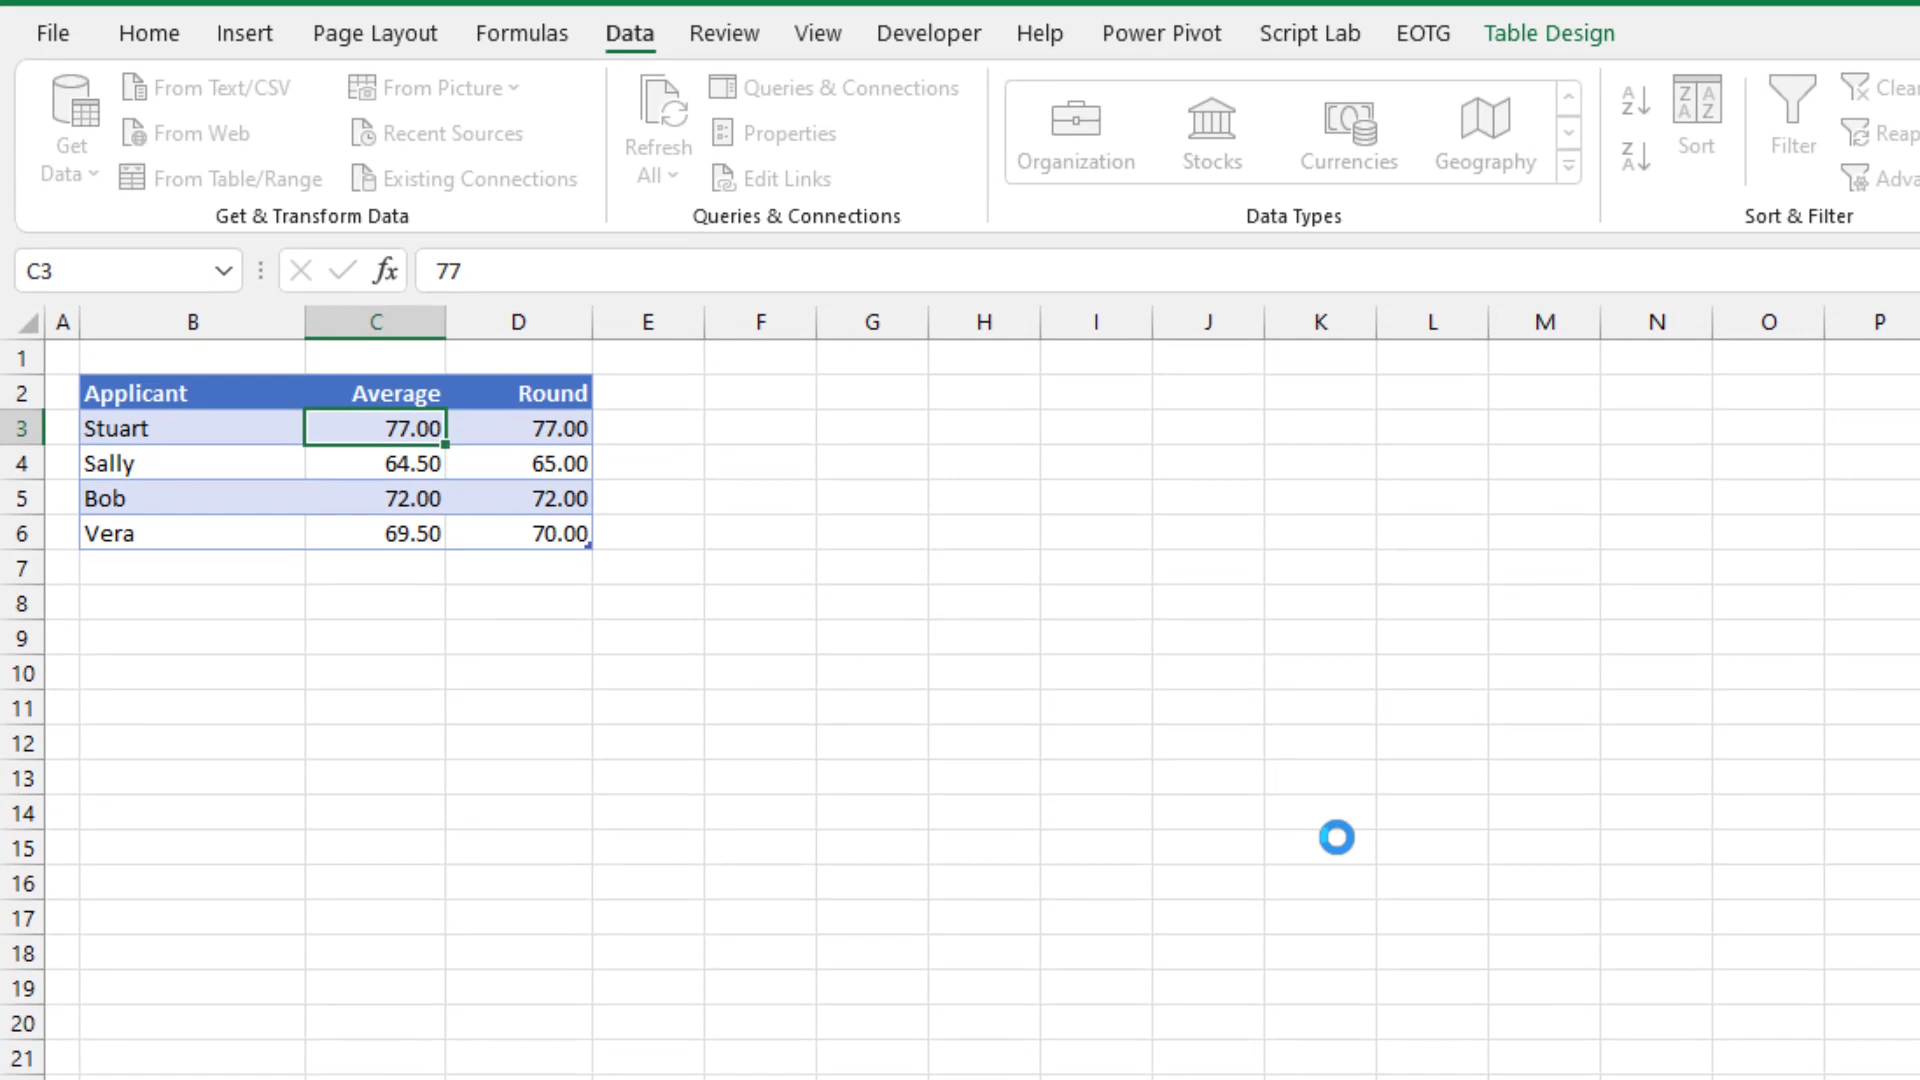 File Home Insert Page Layout Formulas Data Review View Developer Help Power Pivot Script Lab EOTG Table Design
Get Data
From Text/CSV
From Web
From Table/Range
From Picture
Recent Sources
Existing Connections
Get & Transform Data
Refresh All
Queries & Connections
Properties
Edit Links
Queries & Connections
Organization Stocks Currencies Geography
Data Types
A Z
Z A
Z A A Z
Sort
Filter
Clear
Reap
Adva
Sort & Filter
C3 fx 77
A B C D E F G H I J K L M N O P
1
2 Applicant Average Round
3 Stuart 77.00 77.00
4 Sally 64.50 65.00
5 Bob 72.00 72.00
6 Vera 69.50 70.00
7
8
9
10
11
12
13
14
15
16
17
18
19
20
21